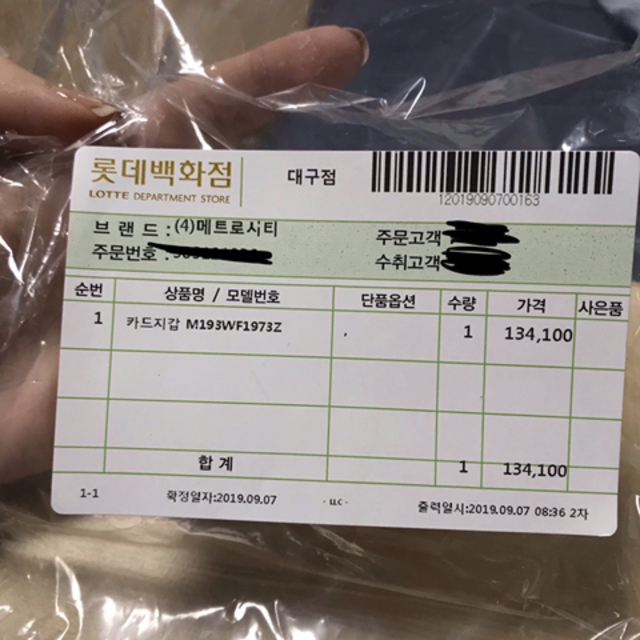 롯데백화점
LOTTE DEPARTMENT STORE
대구점
12019090700163
브 랜 드 : (4)메트로시티
주문번호 :
주문고객
수취고객
순번 상품명 / 모델번호 단품옵션 수량 가격 사은품
1 카드지갑 M193WF1973Z , 1 134,100
합 계 1 134,100
1-1 확정일자:2019.09.07 - LLC - 출력일시:2019.09.07 08:36 2차